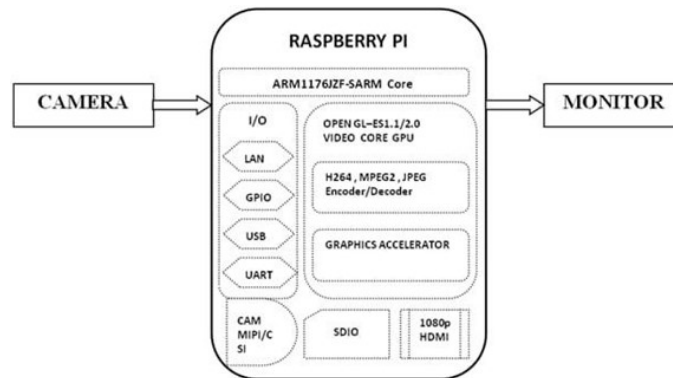 RASPBERRY PI
ARM1176JZF-SARM Core
CAMERA
MONITOR
I/O
LAN
GPIO
USB
UART
OPEN GL–ES1.1/2.0
VIDEO CORE GPU
H264 , MPEG2 , JPEG
Encoder/Decoder
GRAPHICS ACCELERATOR
CAM
MIPI/C
SI
SDIO
1080p
HDMI